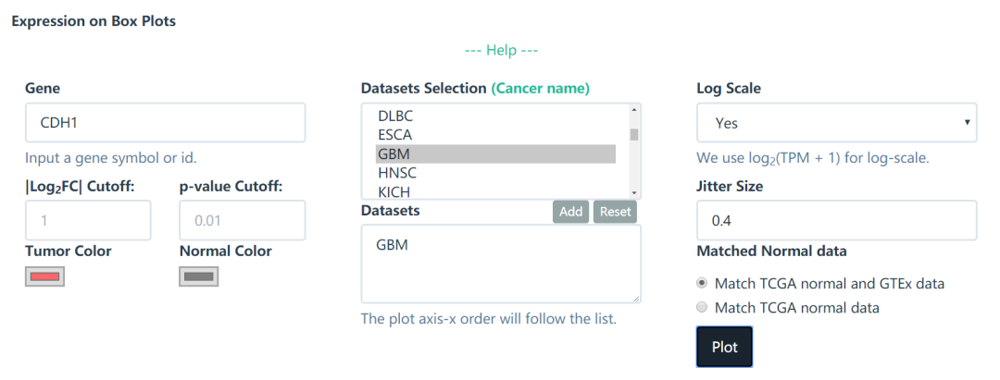 Expression on Box Plots
--- Help ---
Gene
CDH1
Input a gene symbol or id.
|Log₂FC| Cutoff:
p-value Cutoff:
1
0.01
Tumor Color
Normal Color
Datasets Selection (Cancer name)
DLBC
ESCA
GBM
HNSC
KICH
Datasets
Add
Reset
GBM
The plot axis-x order will follow the list.
Log Scale
Yes
We use log₂(TPM + 1) for log-scale.
Jitter Size
0.4
Matched Normal data
Match TCGA normal and GTEx data
Match TCGA normal data
Plot